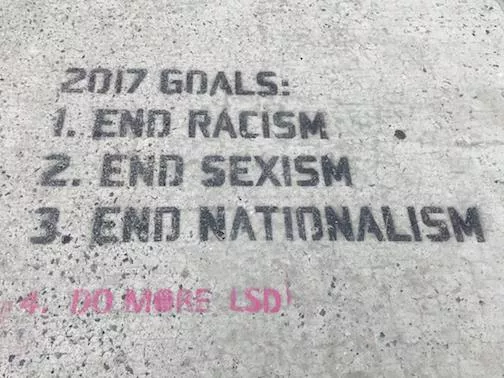 2017 GOALS:
1. END RACISM
2. END SEXISM
3. END NATIONALISM
4. DO MORE LSD!